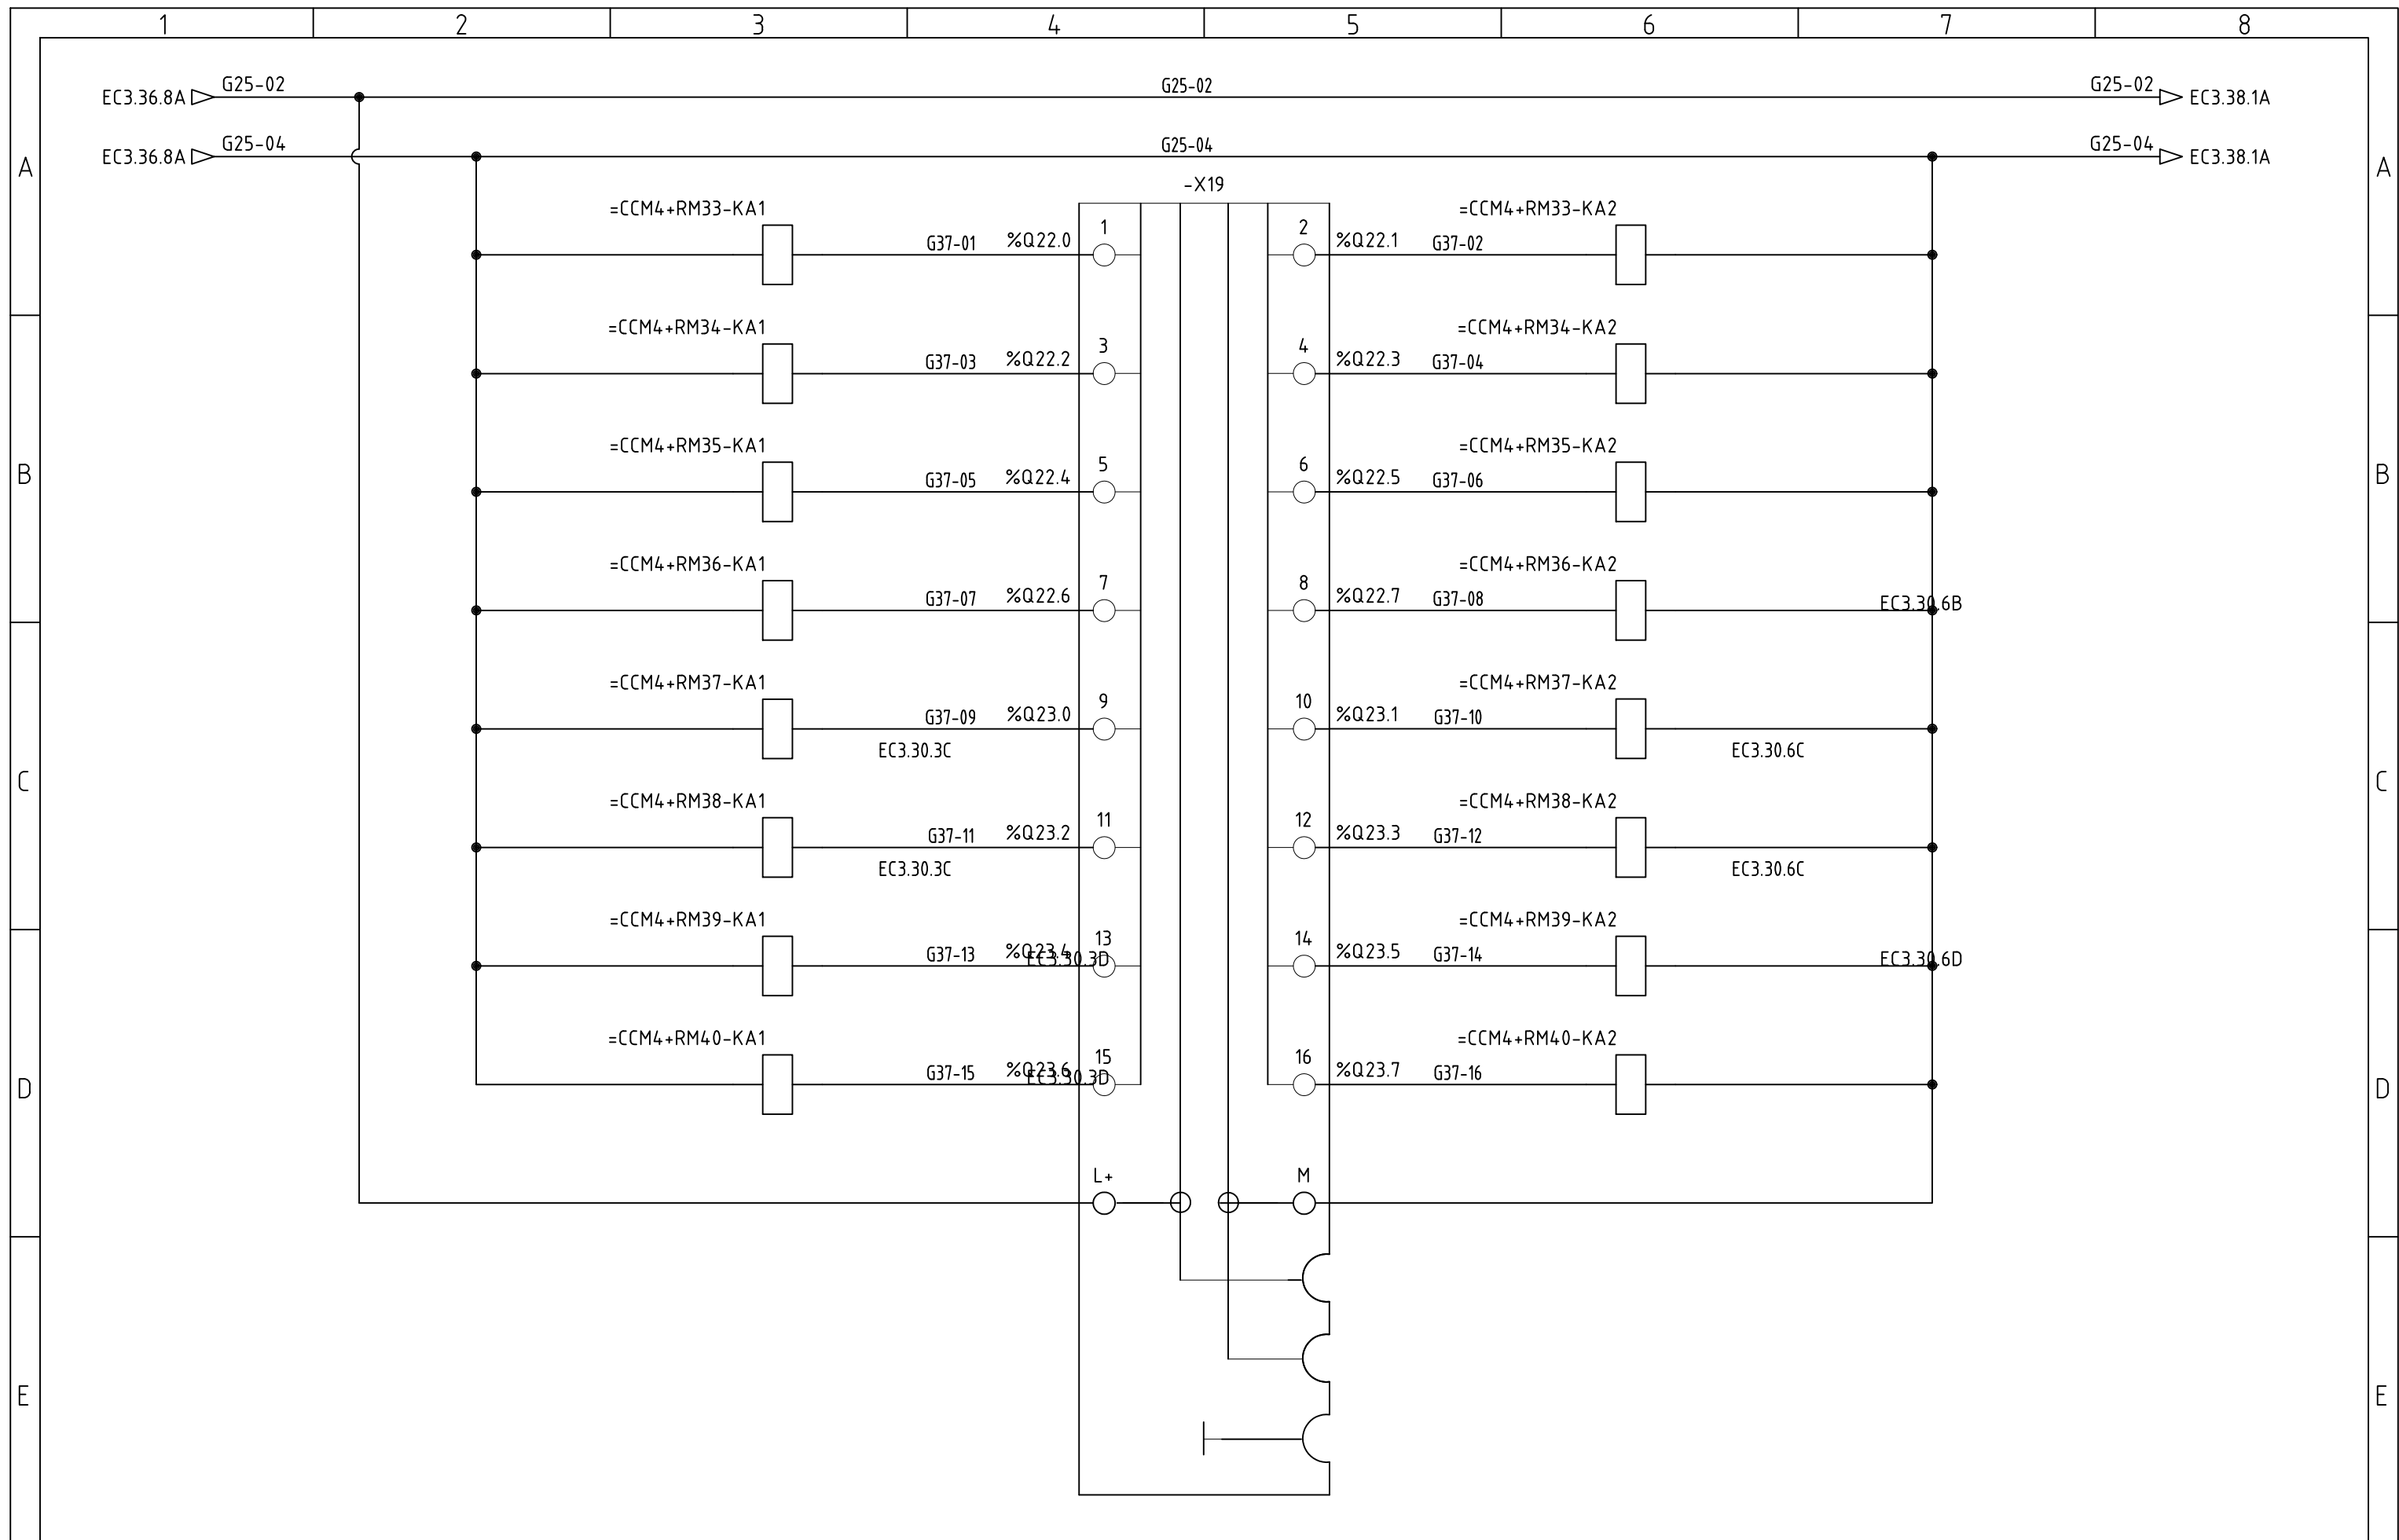 1 2 3 4 5 6 7 8
EC3.36.8A G25-02 G25-02 G25-02 EC3.38.1A
EC3.36.8A G25-04 G25-04 G25-04 EC3.38.1A
A A
-X19
=CCM4+RM33-KA1 =CCM4+RM33-KA2
G37-01 %Q22.0 1 2 %Q22.1 G37-02
=CCM4+RM34-KA1 =CCM4+RM34-KA2
G37-03 %Q22.2 3 4 %Q22.3 G37-04
=CCM4+RM35-KA1 =CCM4+RM35-KA2
B G37-05 %Q22.4 5 6 %Q22.5 G37-06 B
=CCM4+RM36-KA1 =CCM4+RM36-KA2
G37-07 %Q22.6 7 8 %Q22.7 G37-08 EC3.30.6B
=CCM4+RM37-KA1 =CCM4+RM37-KA2
G37-09 %Q23.0 9 10 %Q23.1 G37-10
EC3.30.3C EC3.30.6C
C C
=CCM4+RM38-KA1 =CCM4+RM38-KA2
G37-11 %Q23.2 11 12 %Q23.3 G37-12
EC3.30.3C EC3.30.6C
=CCM4+RM39-KA1 =CCM4+RM39-KA2
G37-13 %Q23.4 13 14 %Q23.5 G37-14
EC3.30.3D EC3.30.6D
=CCM4+RM40-KA1 =CCM4+RM40-KA2
G37-15 %Q23.6 15 16 %Q23.7 G37-16
EC3.30.3D
D D
L+ M
E E